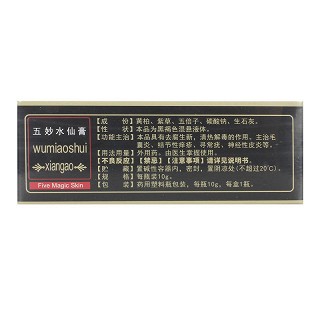 五妙水仙膏
wumiaoshui
xiangao
Five Magic Skin
【成　　份】黄柏、紫草、五倍子、碳酸钠、生石灰。
【性　　状】本品为黑褐色混悬液体。
【功能主治】本品具有去腐生新，清热解毒的作用。主治毛
囊炎、结节性痒疹、寻常疣、神经性皮炎等。
【用法用量】外用药，由医生掌握使用。
【不良反应】【禁忌】【注意事项】请详见说明书。
【贮　　藏】置碱性容器内，密封，置阴凉处（不超过20℃）。
【规　　格】每瓶装10g。
【包　　装】药用塑料瓶包装，每瓶10g，每盒1瓶。